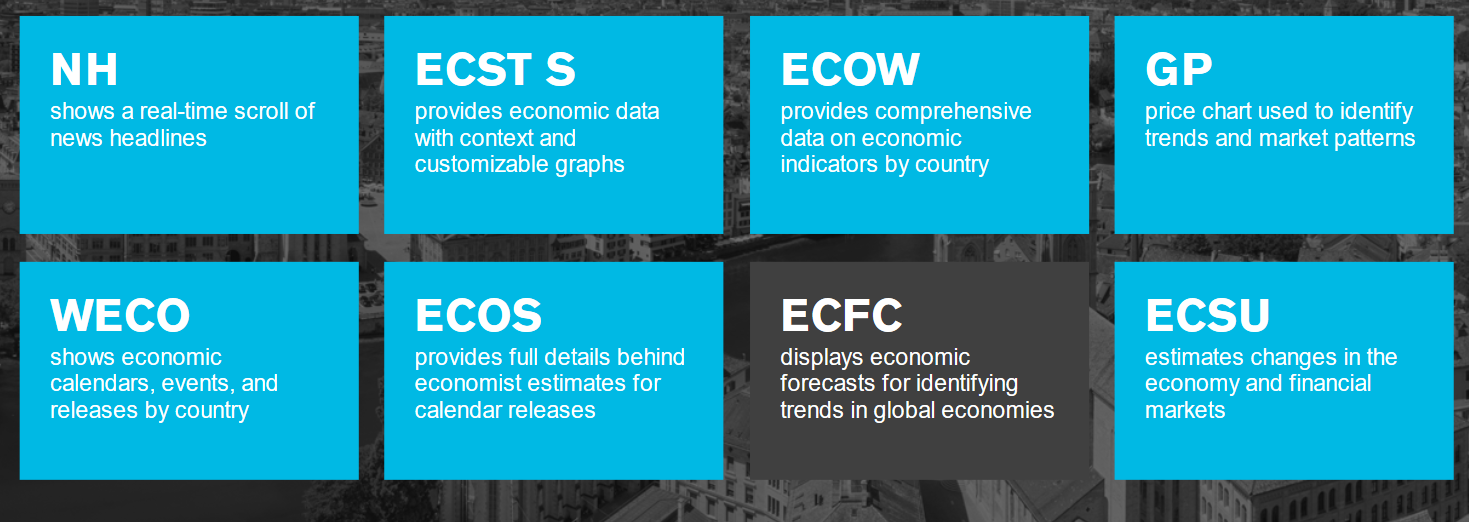 NH
shows a real-time scroll of
news headlines
ECST S
provides economic data
with context and
customizable graphs
ECOW
provides comprehensive
data on economic
indicators by country
GP
price chart used to identify
trends and market patterns
WECO
shows economic
calendars, events, and
releases by country
ECOS
provides full details behind
economist estimates for
calendar releases
ECFC
displays economic
forecasts for identifying
trends in global economies
ECSU
estimates changes in the
economy and financial
markets